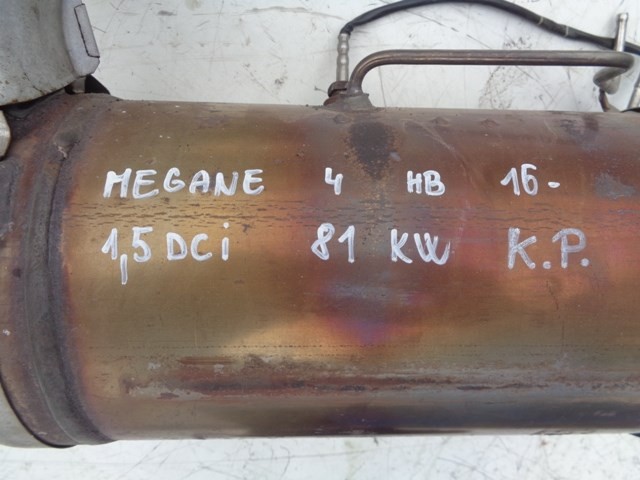 MEGANE 4 HB 16-
1,5 DCi 81 KW K.P.